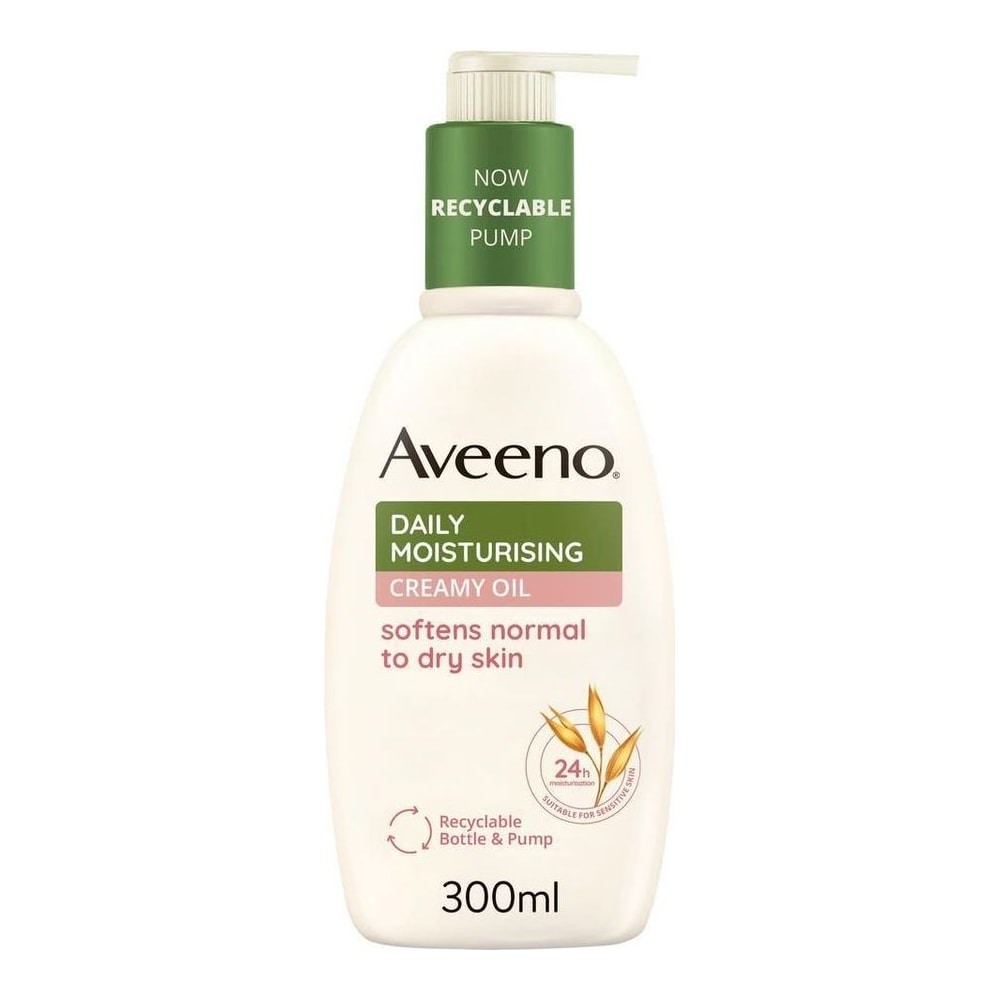 NOW
RECYCLABLE
PUMP
Aveeno®
DAILY
MOISTURISING
CREAMY OIL
softens normal
to dry skin
24h
moisturisation
SUITABLE FOR SENSITIVE SKIN
Recyclable
Bottle & Pump
300ml